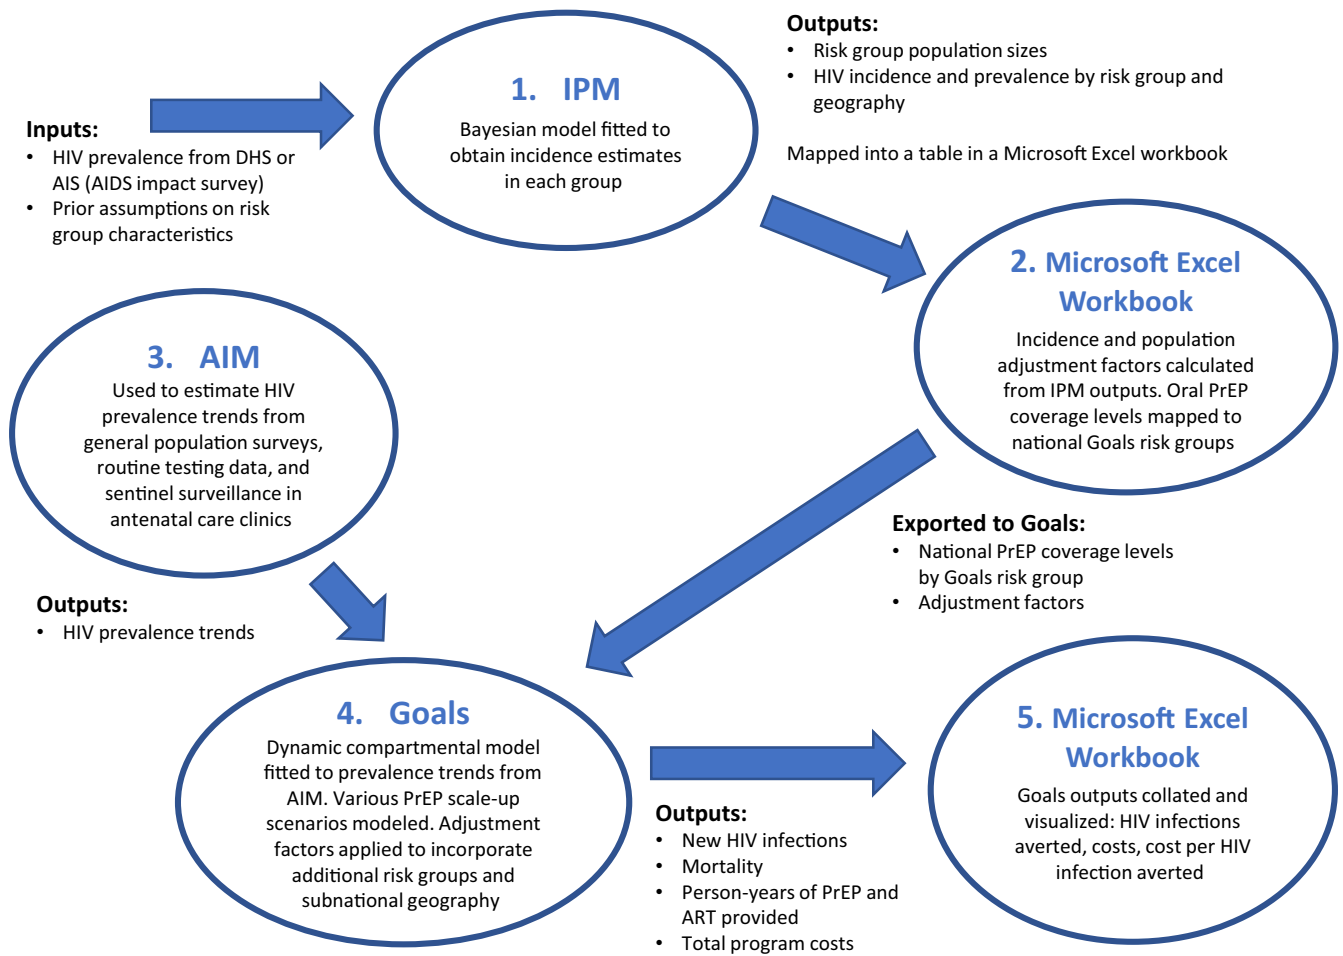 Inputs:
• HIV prevalence from DHS or
AIS (AIDS impact survey)
• Prior assumptions on risk
group characteristics
1. IPM
Bayesian model fitted to
obtain incidence estimates
in each group
Outputs:
• Risk group population sizes
• HIV incidence and prevalence by risk group and
geography
Mapped into a table in a Microsoft Excel workbook
2. Microsoft Excel
Workbook
Incidence and population
adjustment factors calculated
from IPM outputs. Oral PrEP
coverage levels mapped to
national Goals risk groups
Exported to Goals:
• National PrEP coverage levels
by Goals risk group
• Adjustment factors
3. AIM
Used to estimate HIV
prevalence trends from
general population surveys,
routine testing data, and
sentinel surveillance in
antenatal care clinics
Outputs:
• HIV prevalence trends
4. Goals
Dynamic compartmental model
fitted to prevalence trends from
AIM. Various PrEP scale-up
scenarios modeled. Adjustment
factors applied to incorporate
additional risk groups and
subnational geography
Outputs:
• New HIV infections
• Mortality
• Person-years of PrEP and
ART provided
• Total program costs
5. Microsoft Excel
Workbook
Goals outputs collated and
visualized: HIV infections
averted, costs, cost per HIV
infection averted